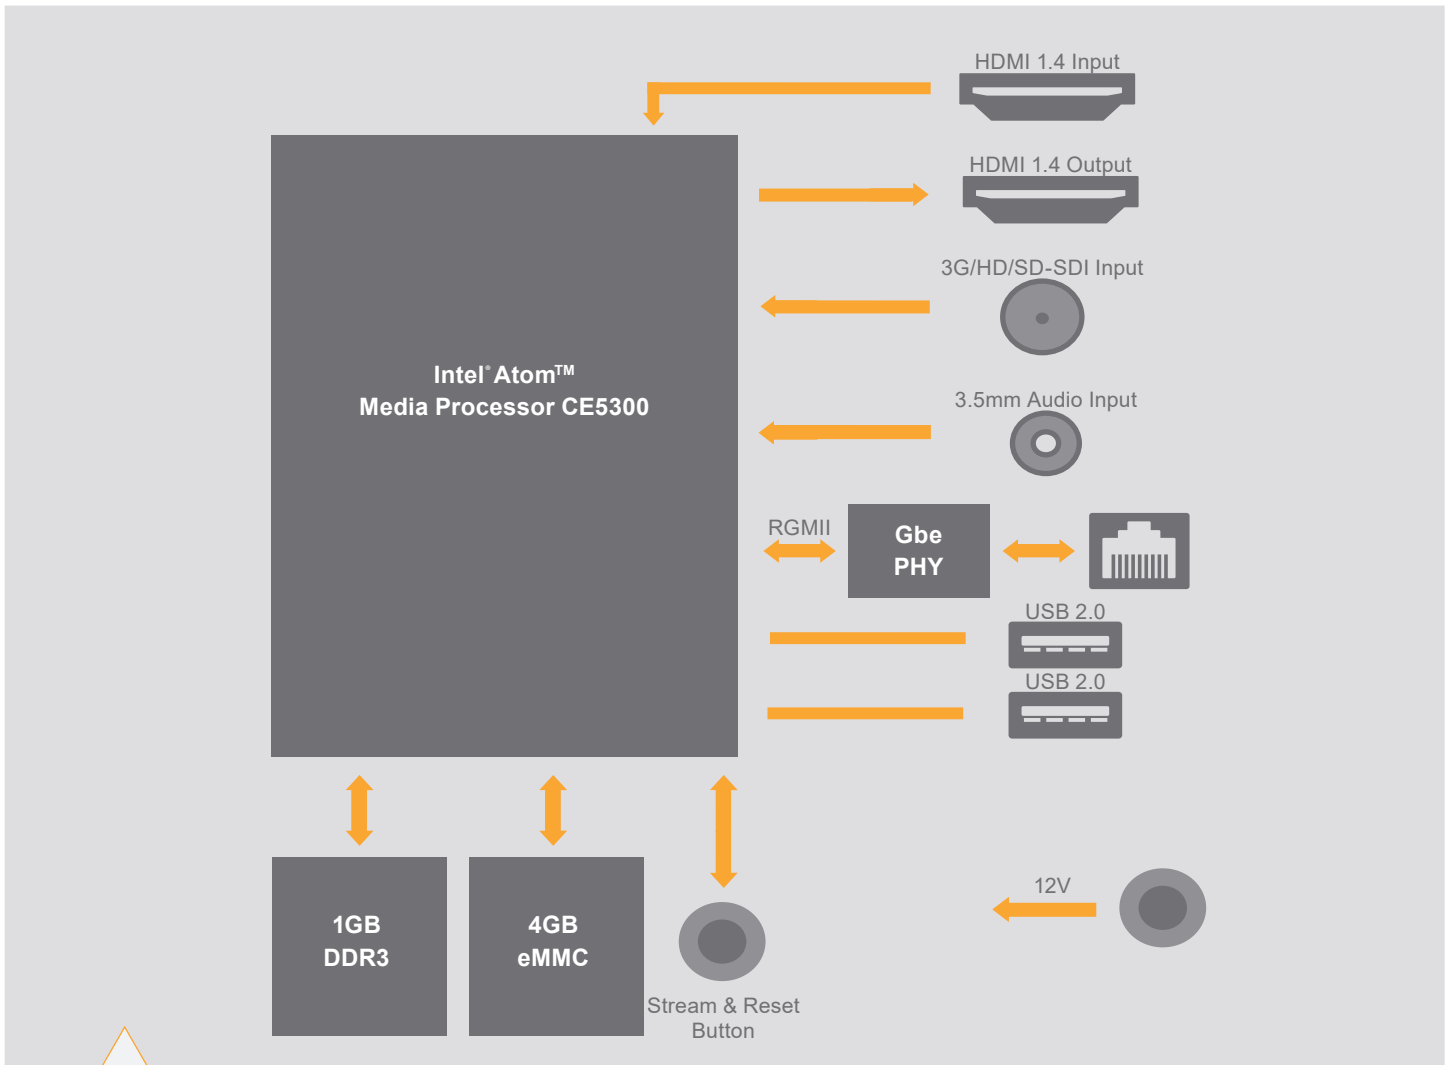 HDMI 1.4 Input
HDMI 1.4 Output
3G/HD/SD-SDI Input
Intel® Atom™
Media Processor CE5300
3.5mm Audio Input
RGMII
Gbe
PHY
USB 2.0
USB 2.0
12V
1GB
DDR3
4GB
eMMC
Stream & Reset
Button